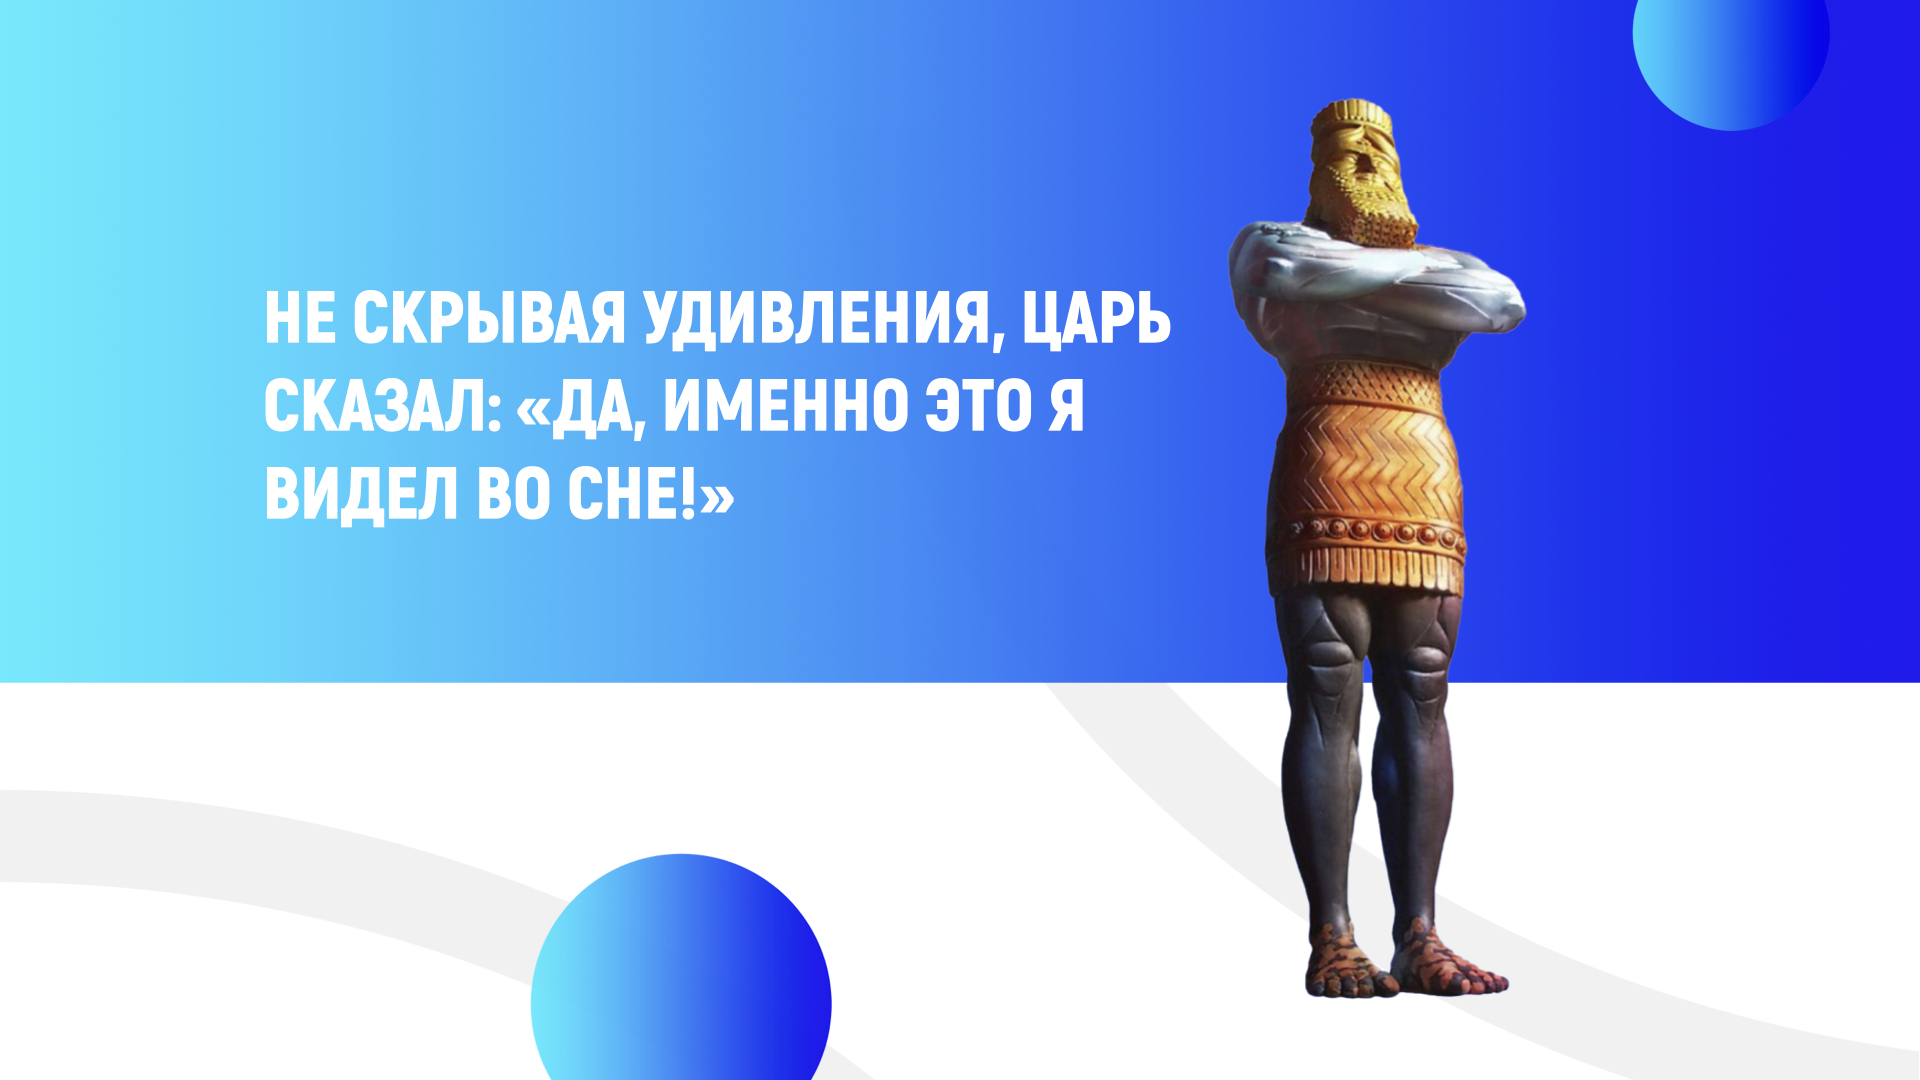 НЕ СКРЫВАЯ УДИВЛЕНИЯ, ЦАРЬ
СКАЗАЛ: «ДА, ИМЕННО ЭТО Я
ВИДЕЛ ВО СНЕ!»